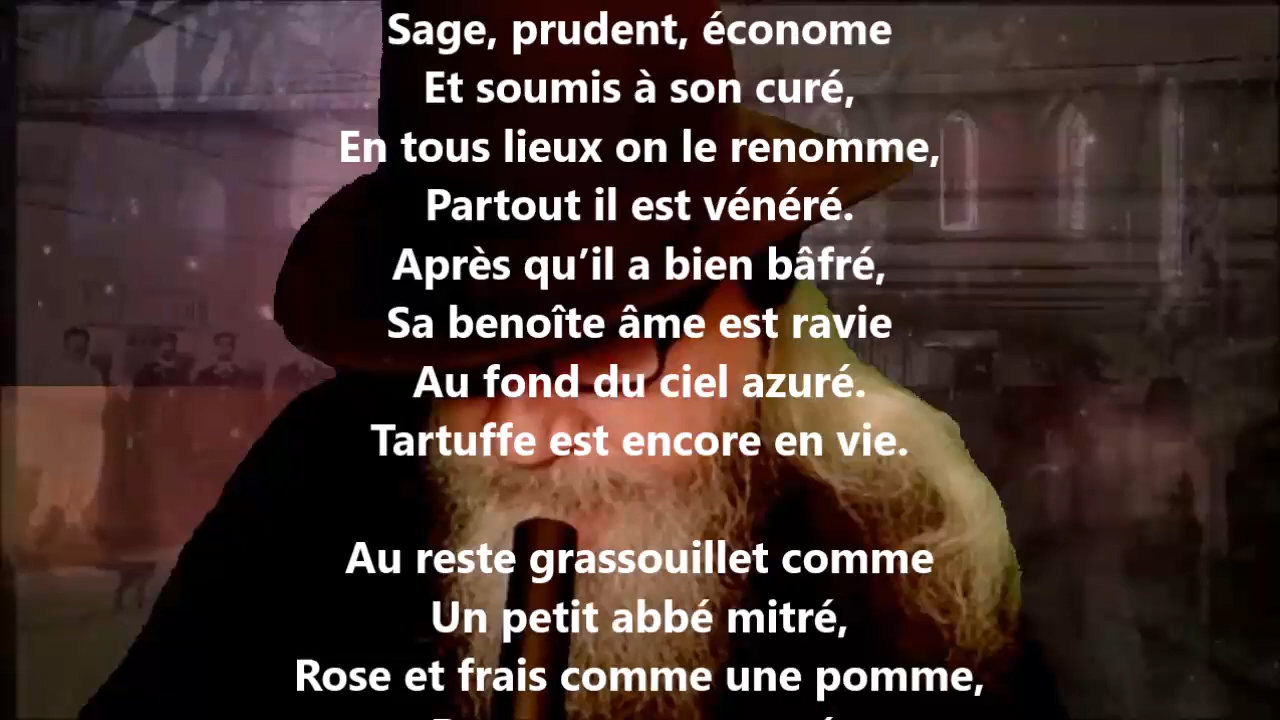 Sage, prudent, économe
Et soumis à son curé,
En tous lieux on le renomme,
Partout il est vénéré.
Après qu’il a bien bâfré,
Sa benoîte âme est ravie
Au fond du ciel azuré.
Tartuffe est encore en vie.
Au reste grassouillet comme
Un petit abbé mitré,
Rose et frais comme une pomme,